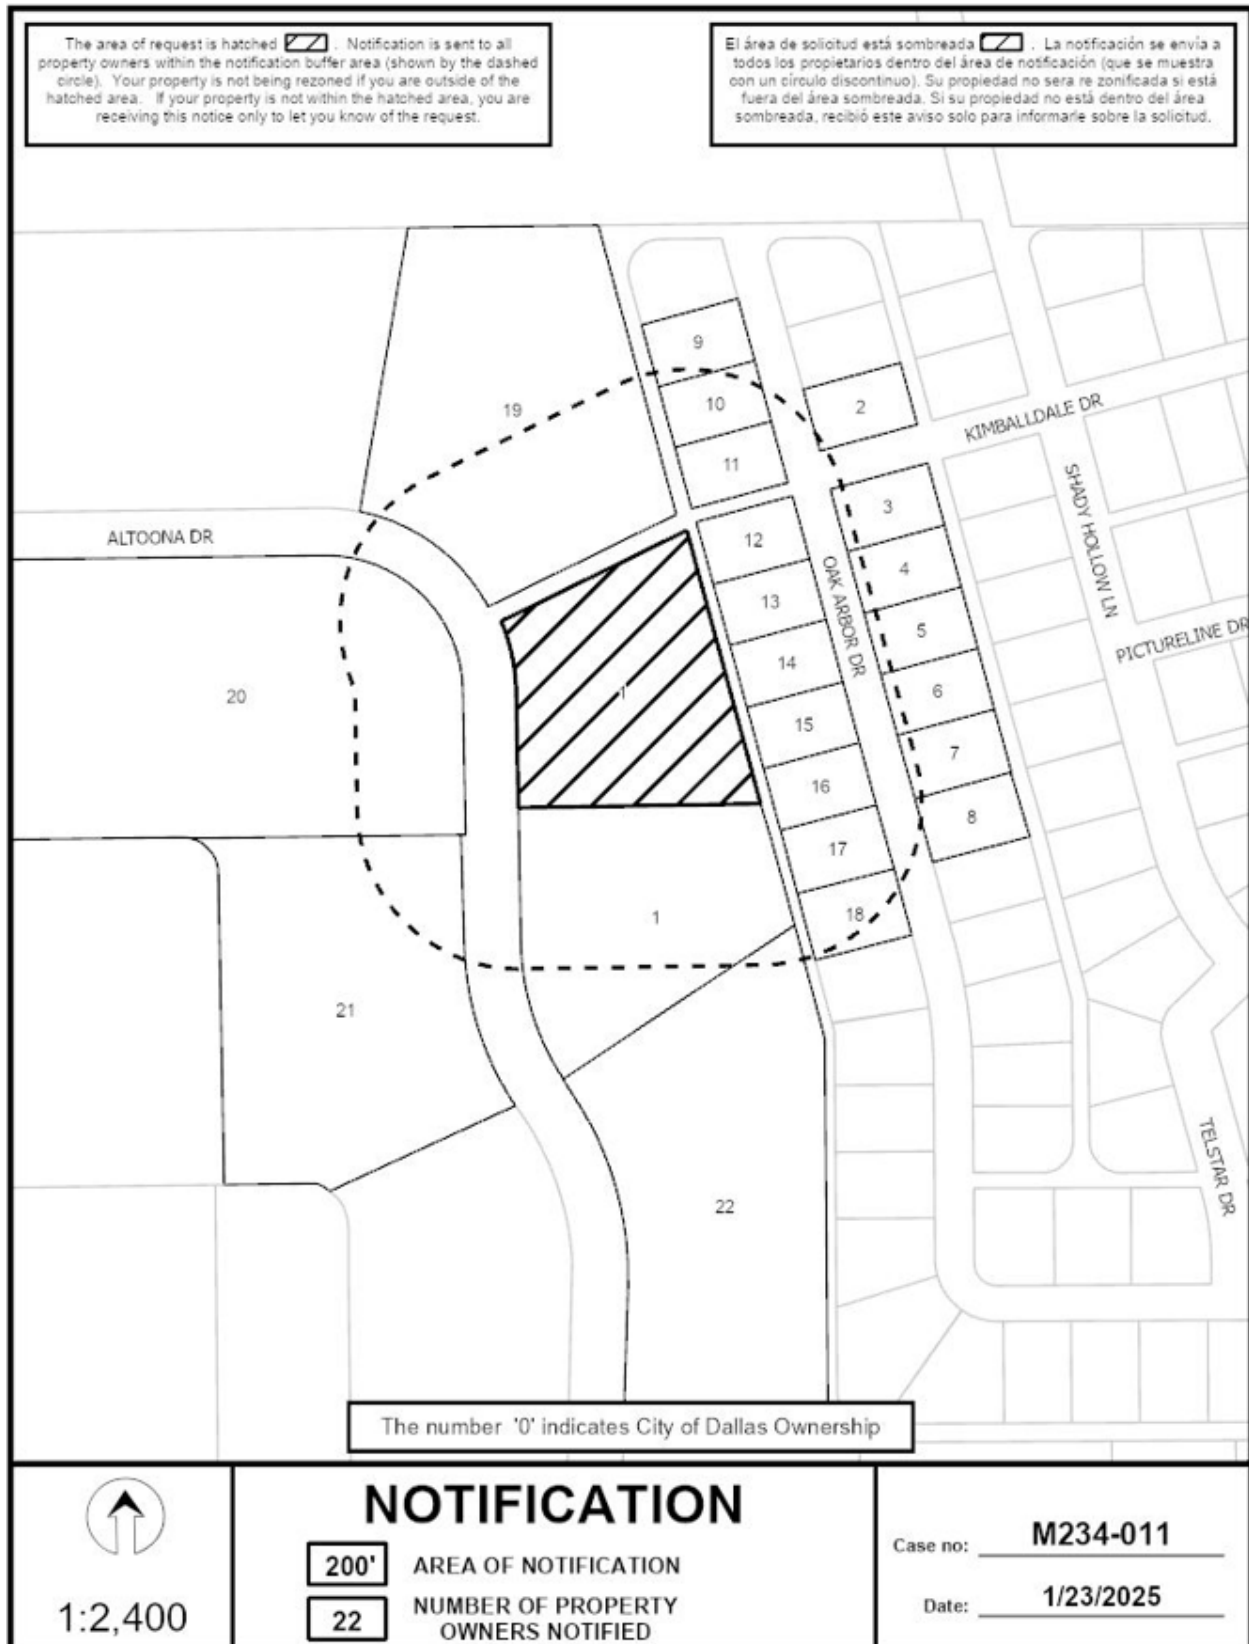 The area of request is hatched . Notification is sent to all
property owners within the notification buffer area (shown by the dashed
circle). Your property is not being rezoned if you are outside of the
hatched area. If your property is not within the hatched area, you are
receiving this notice only to let you know of the request.
El área de solicitud está sombreada . La notificación se envía a
todos los propietarios dentro del área de notificación (que se muestra
con un círculo discontinuo). Su propiedad no sera re zonificada si está
fuera del área sombreada. Si su propiedad no está dentro del área
sombreada, recibió este aviso solo para informarle sobre la solicitud.
9
19
10
2
KIMBALLDALE DR
11
SHADY HOLLOW LN
3
ALTOONA DR
12
4
OAK ARBOR DR
13
5
PICTURELINE DR
14
6
20
1
15
7
16
8
17
1
18
21
TELSTAR DR
22
The number '0' indicates City of Dallas Ownership
1:2,400
NOTIFICATION
200' AREA OF NOTIFICATION
22 NUMBER OF PROPERTY
OWNERS NOTIFIED
Case no: M234-011
Date: 1/23/2025